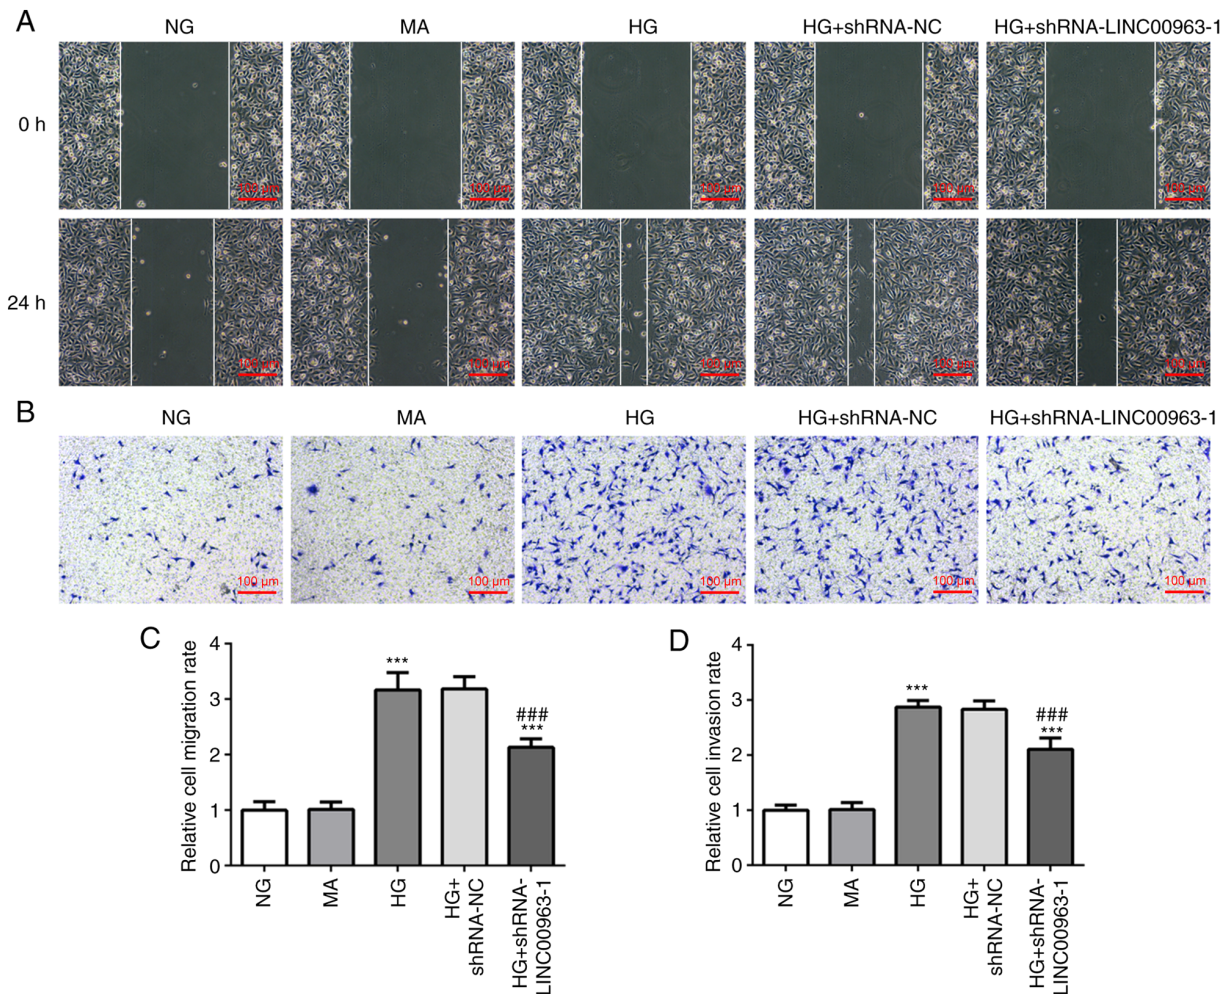 A
NG MA HG HG+shRNA-NC HG+shRNA-LINC00963-1
0 h
100 µm 100 µm 100 µm 100 µm 100 µm
24 h
100 µm 100 µm 100 µm 100 µm 100 µm
B
NG MA HG HG+shRNA-NC HG+shRNA-LINC00963-1
100 µm 100 µm 100 µm 100 µm 100 µm
C
Relative cell migration rate
4
3
2
1
0
***
###
***
NG
MA
HG
HG+
shRNA-NC
HG+shRNA-
LINC00963-1
D
Relative cell invasion rate
4
3
2
1
0
***
###
***
NG
MA
HG
HG+
shRNA-NC
HG+shRNA-
LINC00963-1